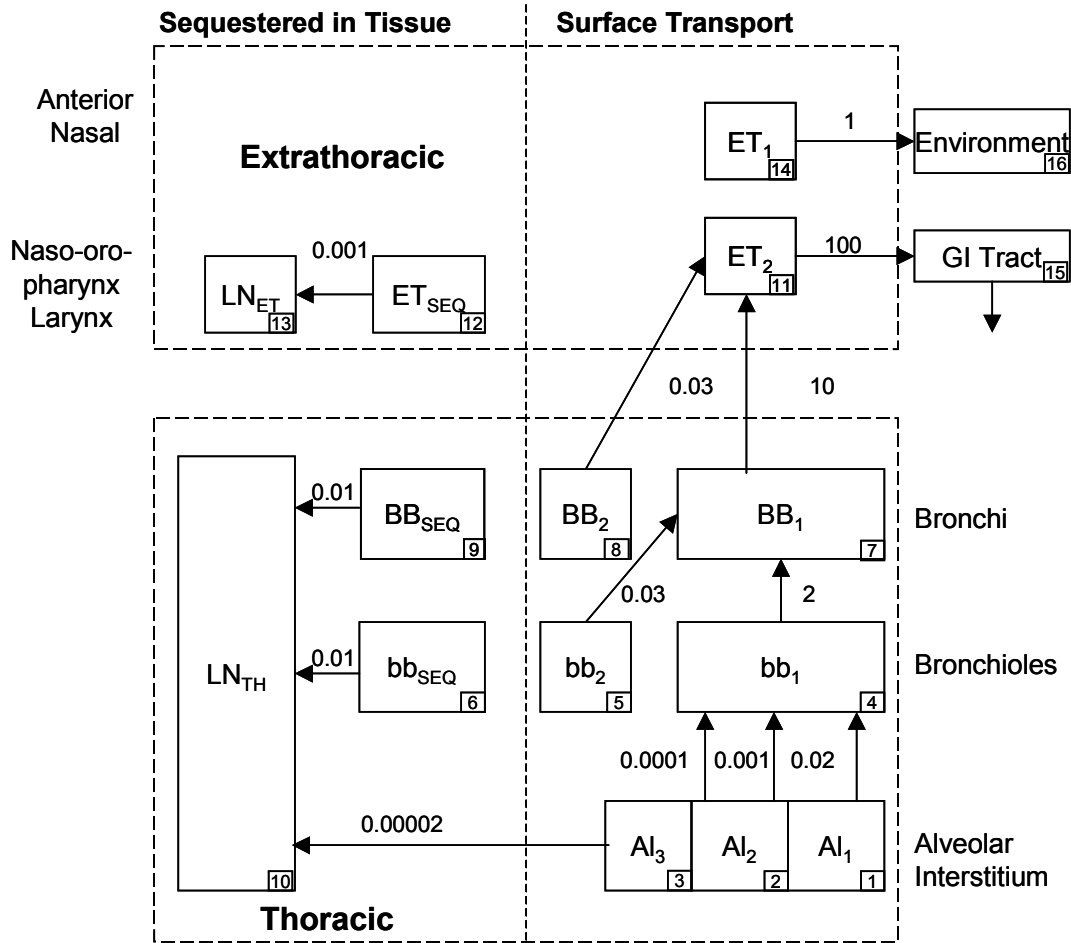 Sequestered in Tissue
Surface Transport
Anterior
Nasal
Extrathoracic
ET1
14
1
Environment
16
Naso-oro-
pharynx
Larynx
LNET
13
0.001
ETSEQ
12
ET2
11
100
GI Tract
15
0.03
10
LNTH
10
0.01
BBSEQ
9
BB2
8
BB1
7
Bronchi
0.03
2
0.01
bbSEQ
6
bb2
5
bb1
4
Bronchioles
0.0001
0.001
0.02
0.00002
AI3
3
AI2
2
AI1
1
Alveolar
Interstitium
Thoracic